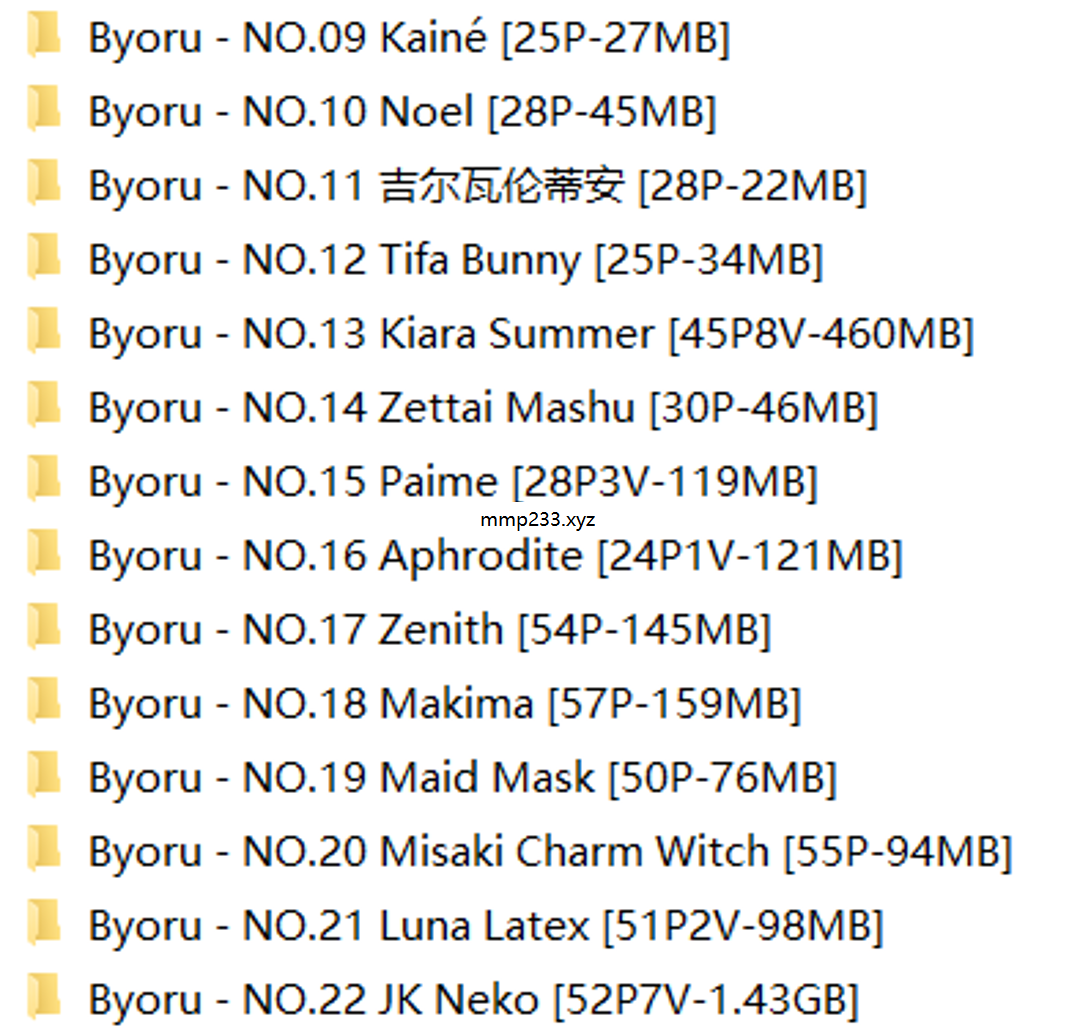 Byoru - NO.09 Kainé [25P-27MB]
Byoru - NO.10 Noel [28P-45MB]
Byoru - NO.11 吉尔瓦伦蒂安 [28P-22MB]
Byoru - NO.12 Tifa Bunny [25P-34MB]
Byoru - NO.13 Kiara Summer [45P8V-460MB]
Byoru - NO.14 Zettai Mashu [30P-46MB]
Byoru - NO.15 Paime [28P3V-119MB]
mmp233.xyz
Byoru - NO.16 Aphrodite [24P1V-121MB]
Byoru - NO.17 Zenith [54P-145MB]
Byoru - NO.18 Makima [57P-159MB]
Byoru - NO.19 Maid Mask [50P-76MB]
Byoru - NO.20 Misaki Charm Witch [55P-94MB]
Byoru - NO.21 Luna Latex [51P2V-98MB]
Byoru - NO.22 JK Neko [52P7V-1.43GB]